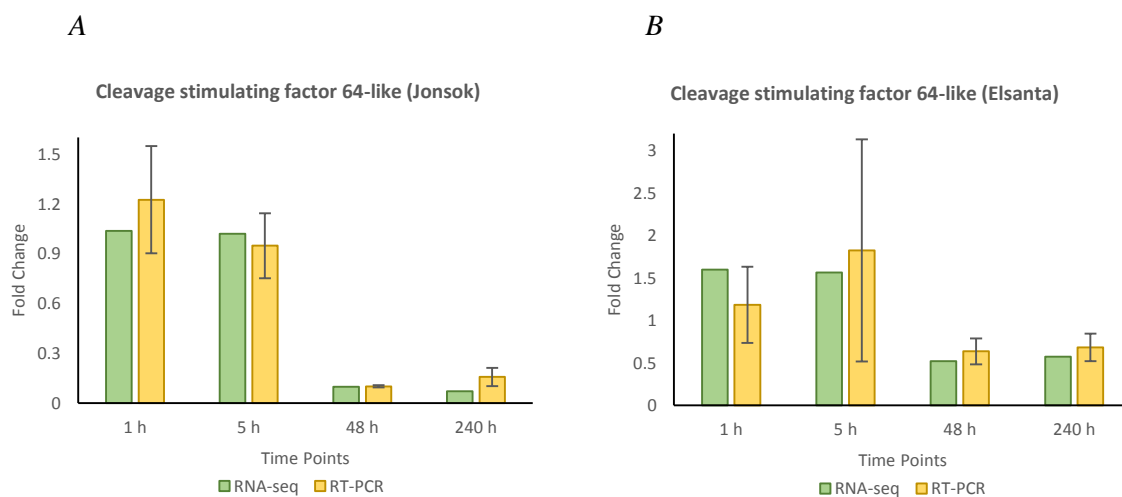 A
Cleavage stimulating factor 64-like (Jonsok)
1.5
1.2
0.9
0.6
0.3
0
Fold Change
1 h 5 h 48 h 240 h
Time Points
RNA-seq RT-PCR
B
Cleavage stimulating factor 64-like (Elsanta)
3
2.5
2
1.5
1
0.5
0
Fold Change
1 h 5 h 48 h 240 h
Time Points
RNA-seq RT-PCR